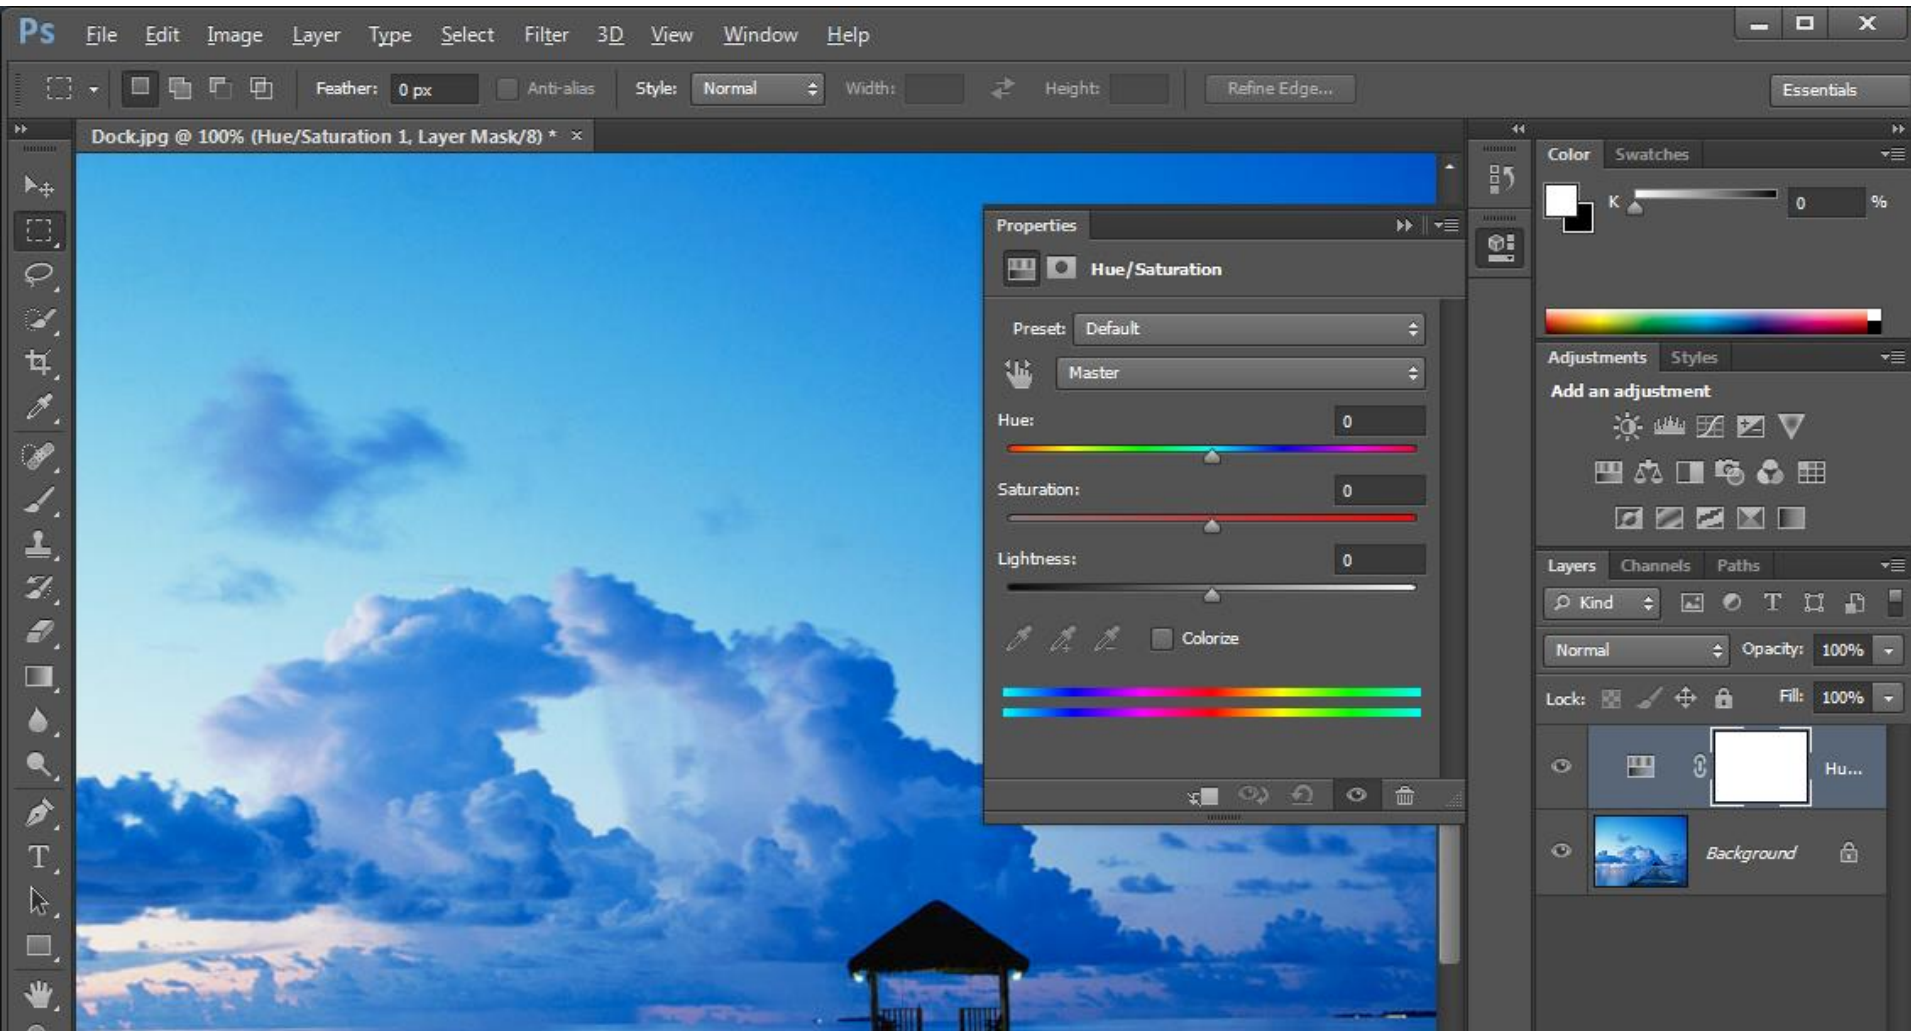 Ps File Edit Image Layer Type Select Filter 3D View Window Help
Feather: 0 px Anti-alias Style: Normal Width: Height: Refine Edge... Essentials
Dock.jpg @ 100% (Hue/Saturation 1, Layer Mask/8) * ×
Color Swatches
K 0 %
Properties
Hue/Saturation
Preset: Default
Master
Hue: 0
Saturation: 0
Lightness: 0
Colorize
Adjustments Styles
Add an adjustment
Layers Channels Paths
Kind
Normal Opacity: 100%
Lock: Fill: 100%
Hu...
Background